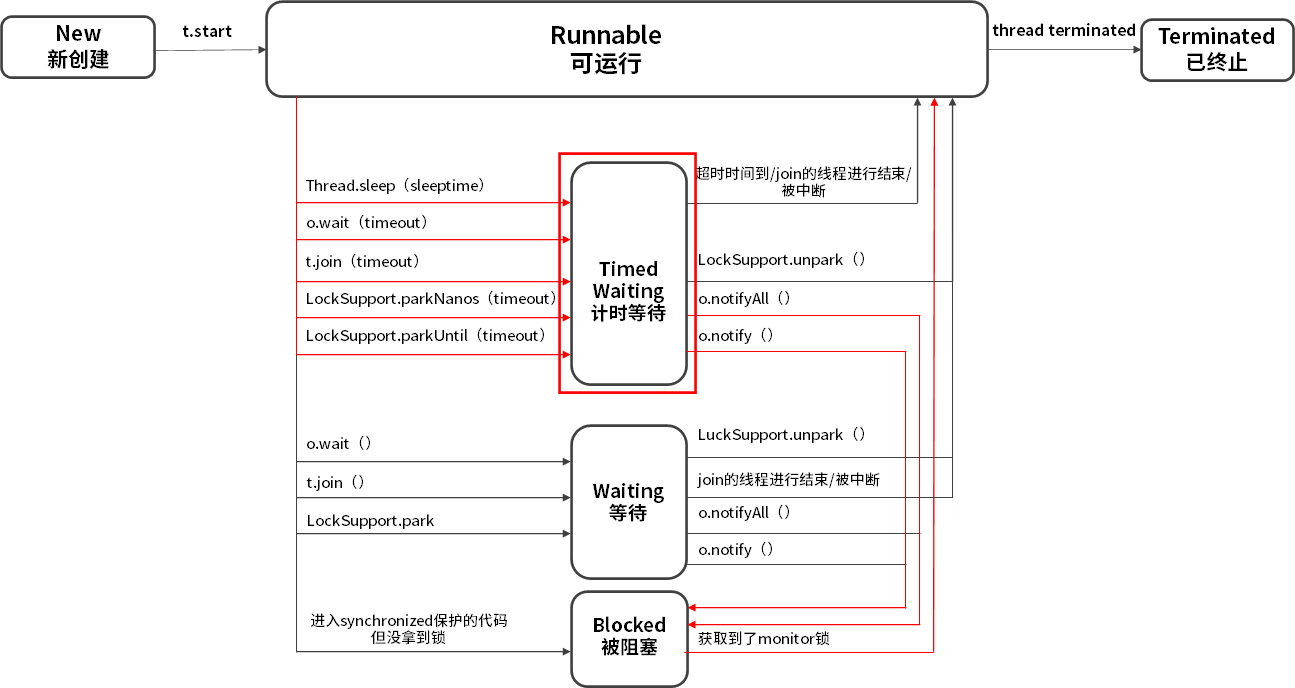 New
新创建
t.start
Runnable
可运行
thread terminated
Terminated
已终止
Thread.sleep（sleeptime）
o.wait（timeout）
t.join（timeout）
LockSupport.parkNanos（timeout）
LockSupport.parkUntil（timeout）
Timed
Waiting
计时等待
超时时间到/join的线程进行结束/
被中断
LockSupport.unpark（）
o.notifyAll（）
o.notify（）
o.wait（）
t.join（）
LockSupport.park
Waiting
等待
LuckSupport.unpark（）
join的线程进行结束/被中断
o.notifyAll（）
o.notify（）
进入synchronized保护的代码
但没拿到锁
Blocked
被阻塞
获取到了monitor锁